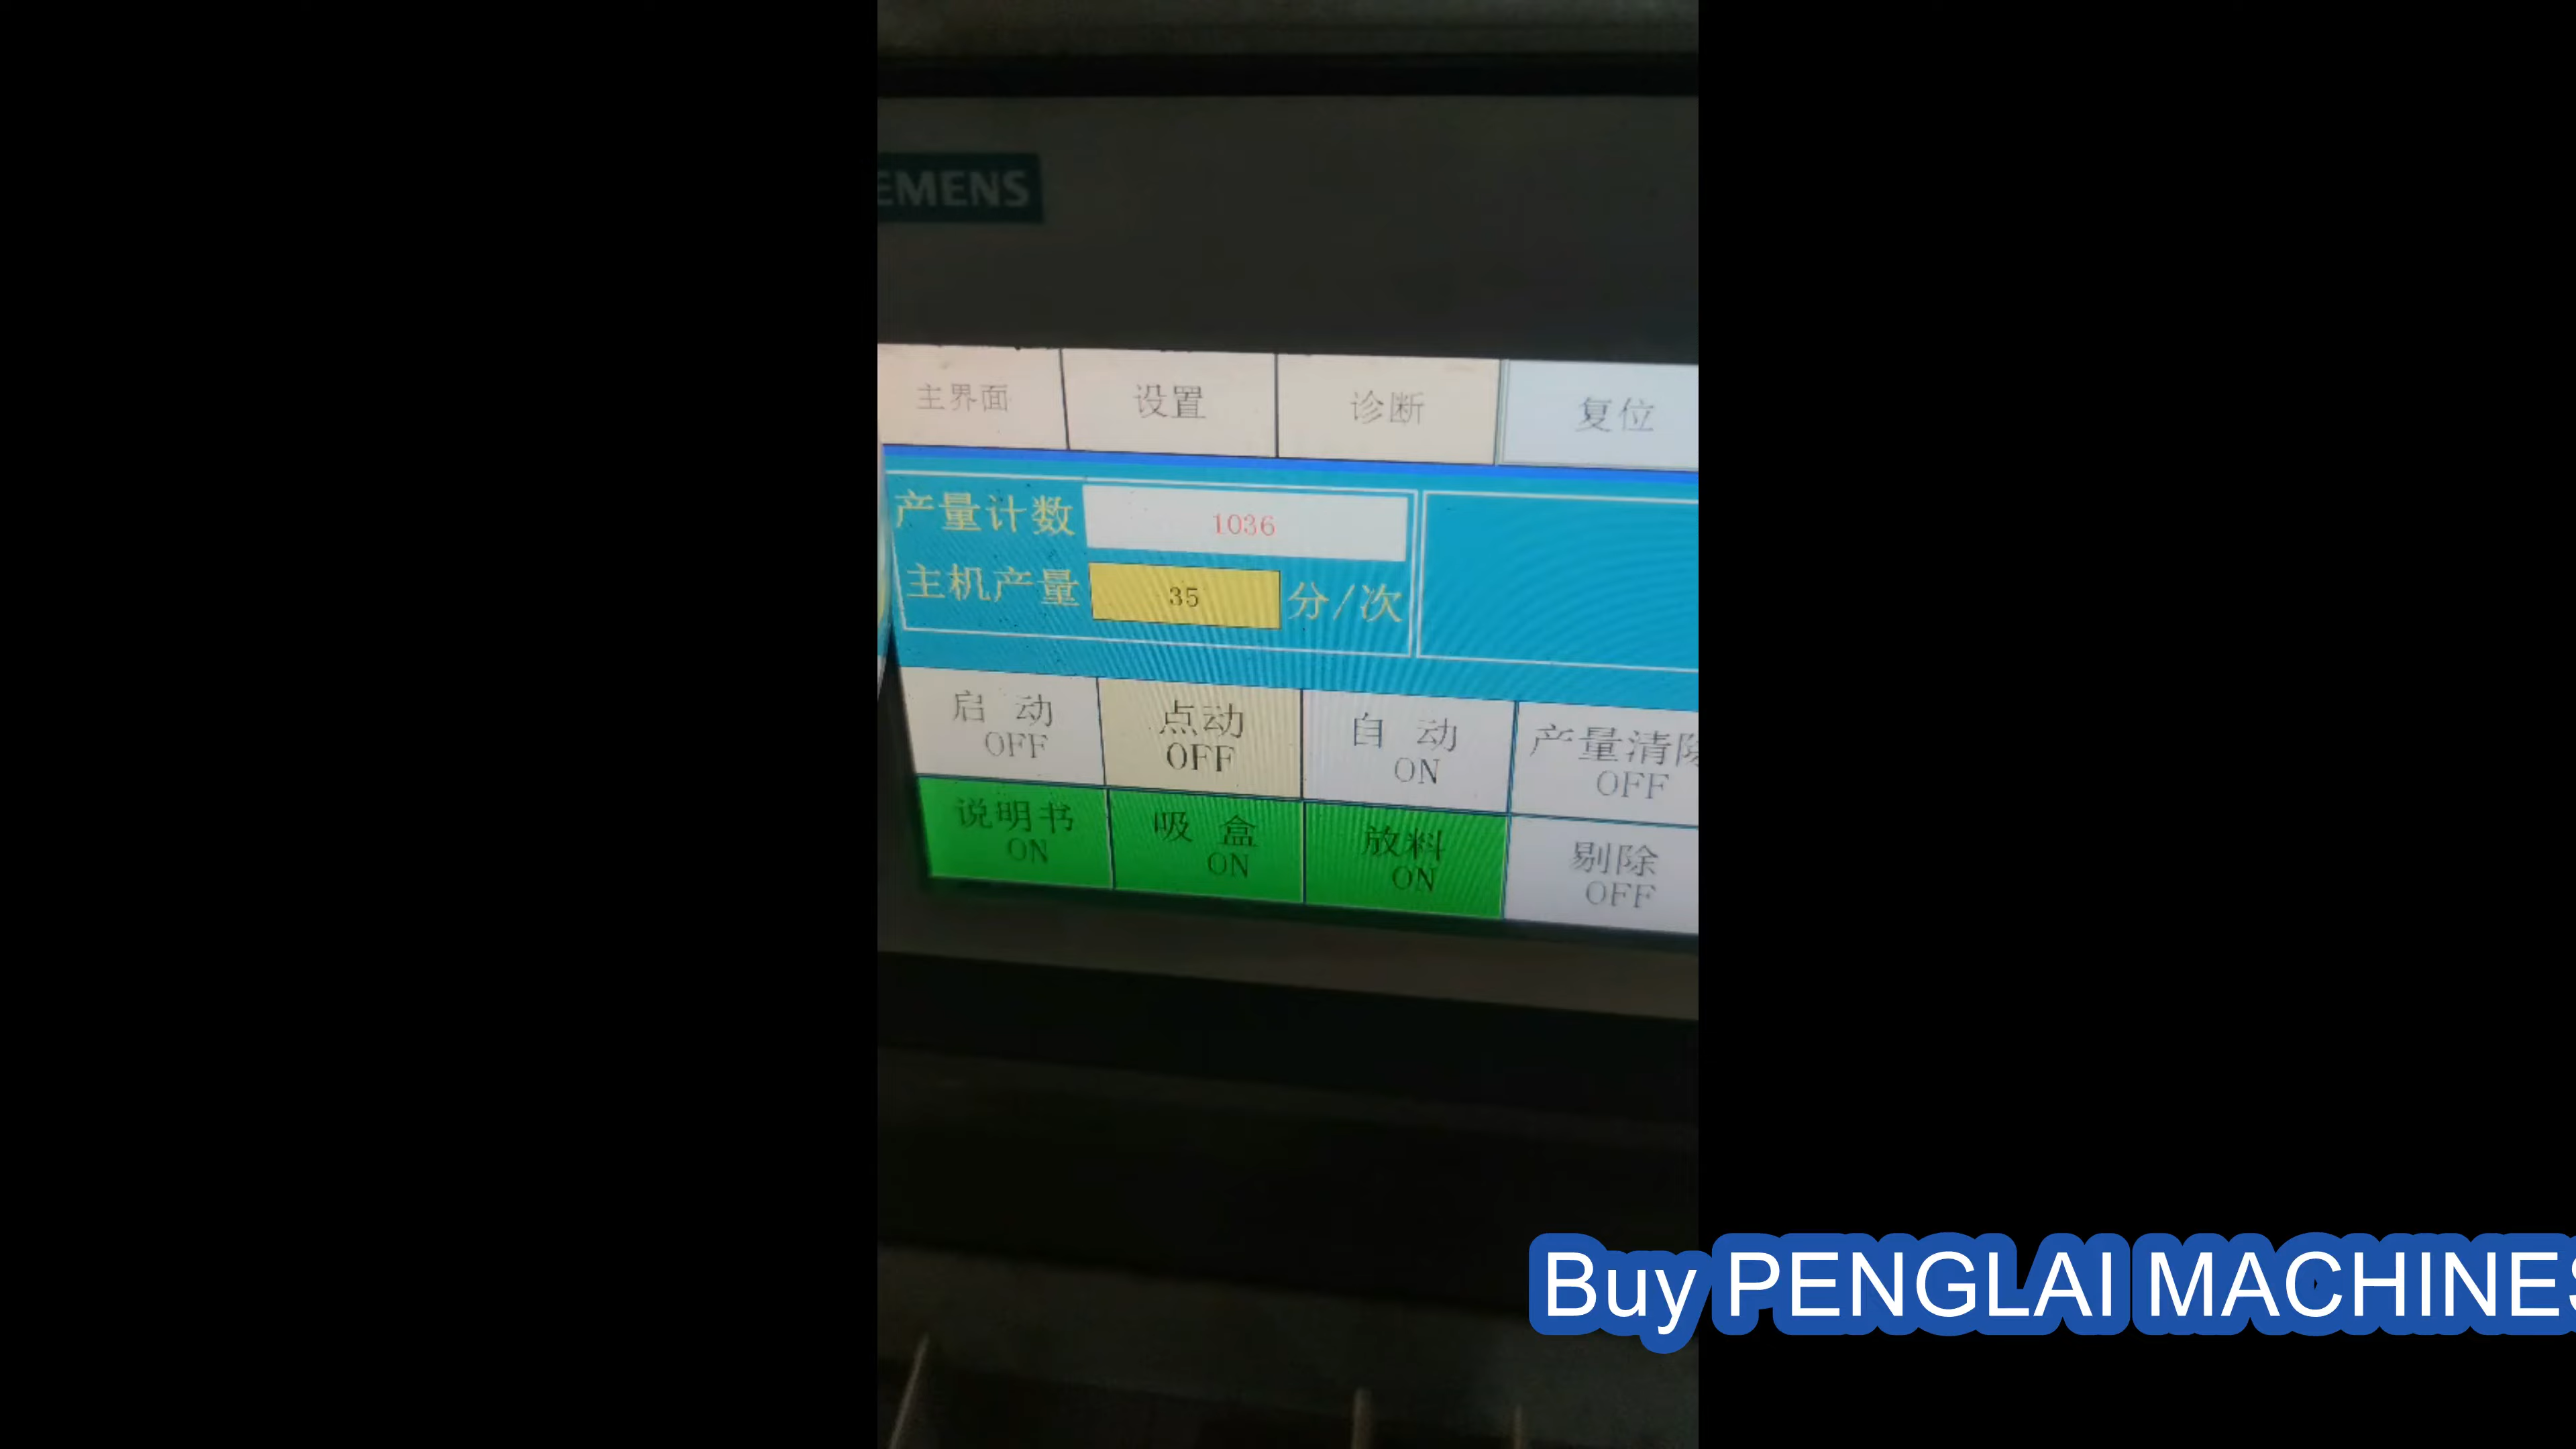 EMENS
主界面 设置 诊断 复位
产量计数 1036
主机产量 35 分/次
启 动 点动 自 动 产量清除
OFF OFF ON OFF
说明书 吸 盒 放料 剔除
ON ON ON OFF
Buy PENGLAI MACHINES